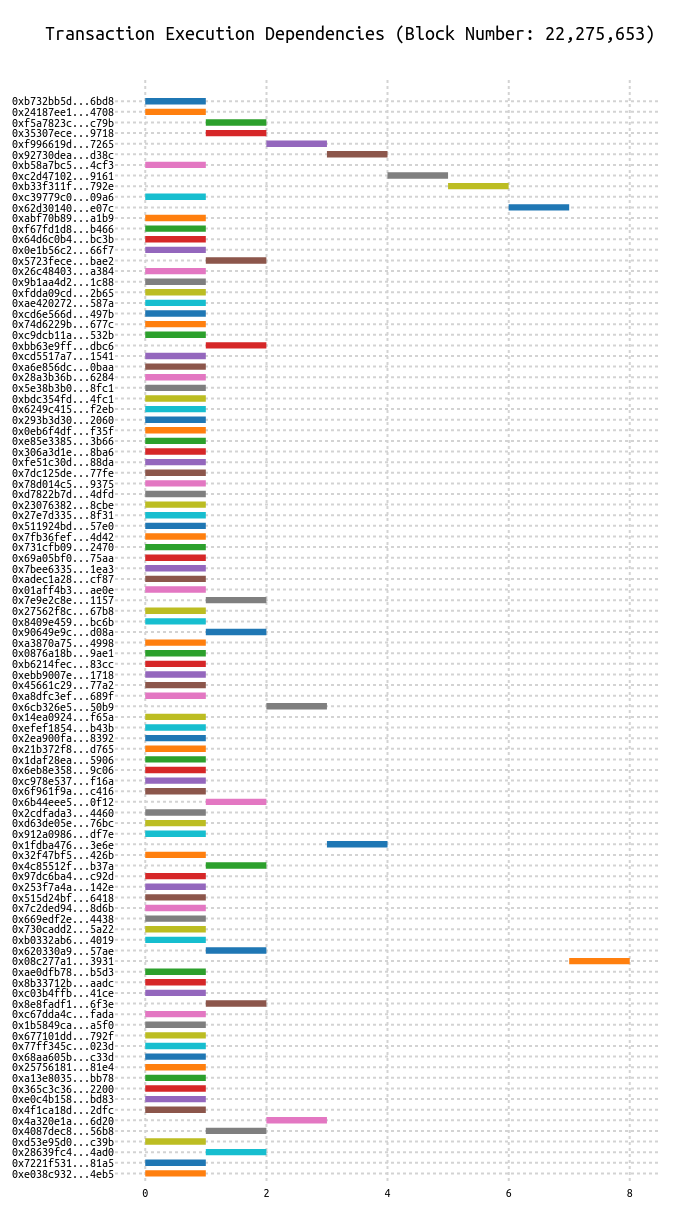 Transaction Execution Dependencies (Block Number: 22,275,653)
0xb732bb5d...6bd8
0x24187ee1...4708
0xf5a7823c...c79b
0x35307ece...9718
0xf996619d...7265
0x92730dea...d38c
0xb58a7bc5...4cf3
0xc2d47102...9161
0xb33f311f...792e
0xc39779c0...09a6
0x62d30140...e07c
0xabf70b89...a1b9
0xf67fd1d8...b466
0x64d6c0b4...bc3b
0x0e1b56c2...66f7
0x5723fece...bae2
0x26c48403...a384
0x9b1aa4d2...1c88
0xfdda09cd...2b65
0xae420272...587a
0xcd6e566d...497b
0x74d6229b...677c
0xc9dcb11a...532b
0xbb63e9ff...dbc6
0xcd5517a7...1541
0xa6e856dc...0baa
0x28a3b36b...6284
0x5e38b3b0...8fc1
0xbdc354fd...4fc1
0x6249c415...f2eb
0x293b3d30...2060
0x0eb6f4df...f35f
0xe85e3385...3b66
0x306a3d1e...8ba6
0xfe51c30d...88da
0x7dc125de...77fe
0x78d014c5...9375
0xd7822b7d...4dfd
0x23076382...8cbe
0x27e7d335...8f31
0x511924bd...57e0
0x7fb36fef...4d42
0x731cfb09...2470
0x69a05bf0...75aa
0x7bee6335...1ea3
0xadec1a28...cf87
0x01aff4b3...ae0e
0x7e9e2c8e...1157
0x27562f8c...67b8
0x8409e459...bc6b
0x90649e9c...d08a
0xa3870a75...4998
0x0876a18b...9ae1
0xb6214fec...83cc
0xebb9007e...1718
0x45661c29...77a2
0xa8dfc3ef...689f
0x6cb326e5...50b9
0x14ea0924...f65a
0xefef1854...b43b
0x2ea900fa...8392
0x21b372f8...d765
0x1daf28ea...5906
0x6eb8e358...9c06
0xc978e537...f16a
0x6f961f9a...c416
0x6b44eee5...0f12
0x2cdfada3...4460
0xd63de05e...76bc
0x912a0986...df7e
0x1fdba476...3e6e
0x32f47bf5...426b
0x4c85512f...b37a
0x97dc6ba4...c92d
0x253f7a4a...142e
0x515d24bf...6418
0x7c2ded94...8d6b
0x669edf2e...4438
0x730cadd2...5a22
0xb0332ab6...4019
0x620330a9...57ae
0x08c277a1...3931
0xae0dfb78...b5d3
0x8b33712b...aadc
0xc03b4ffb...41ce
0x8e8fadf1...6f3e
0xc67dda4c...fada
0x1b5849ca...a5f0
0x677101dd...792f
0x77ff345c...023d
0x68aa605b...c33d
0x25756181...81e4
0xa13e8035...bb78
0x365c3c36...2200
0xe0c4b158...bd83
0x4f1ca18d...2dfc
0x4a320e1a...6d20
0x4087dec8...56b8
0xd53e95d0...c39b
0x28639fc4...4ad0
0x7221f531...81a5
0xe038c932...4eb5
0 2 4 6 8